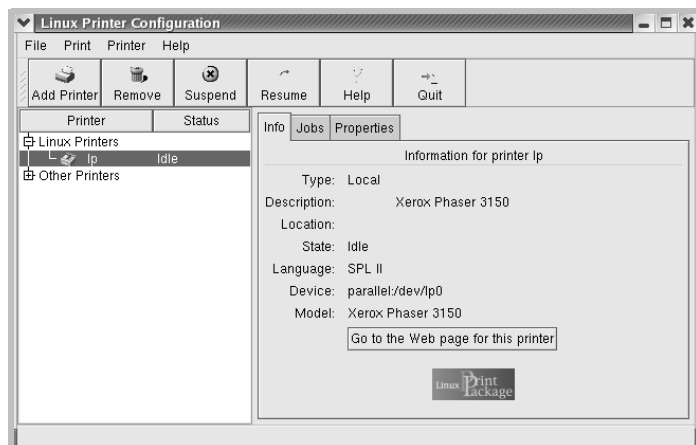 Linux Printer Configuration
File Print Printer Help
Add Printer Remove Suspend Resume Help Quit
Printer Status
Linux Printers
lp Idle
Other Printers
Info Jobs Properties
Information for printer lp
Type: Local
Description: Xerox Phaser 3150
Location:
State: Idle
Language: SPL II
Device: parallel:/dev/lp0
Model: Xerox Phaser 3150
Go to the Web page for this printer
Linux Print Package